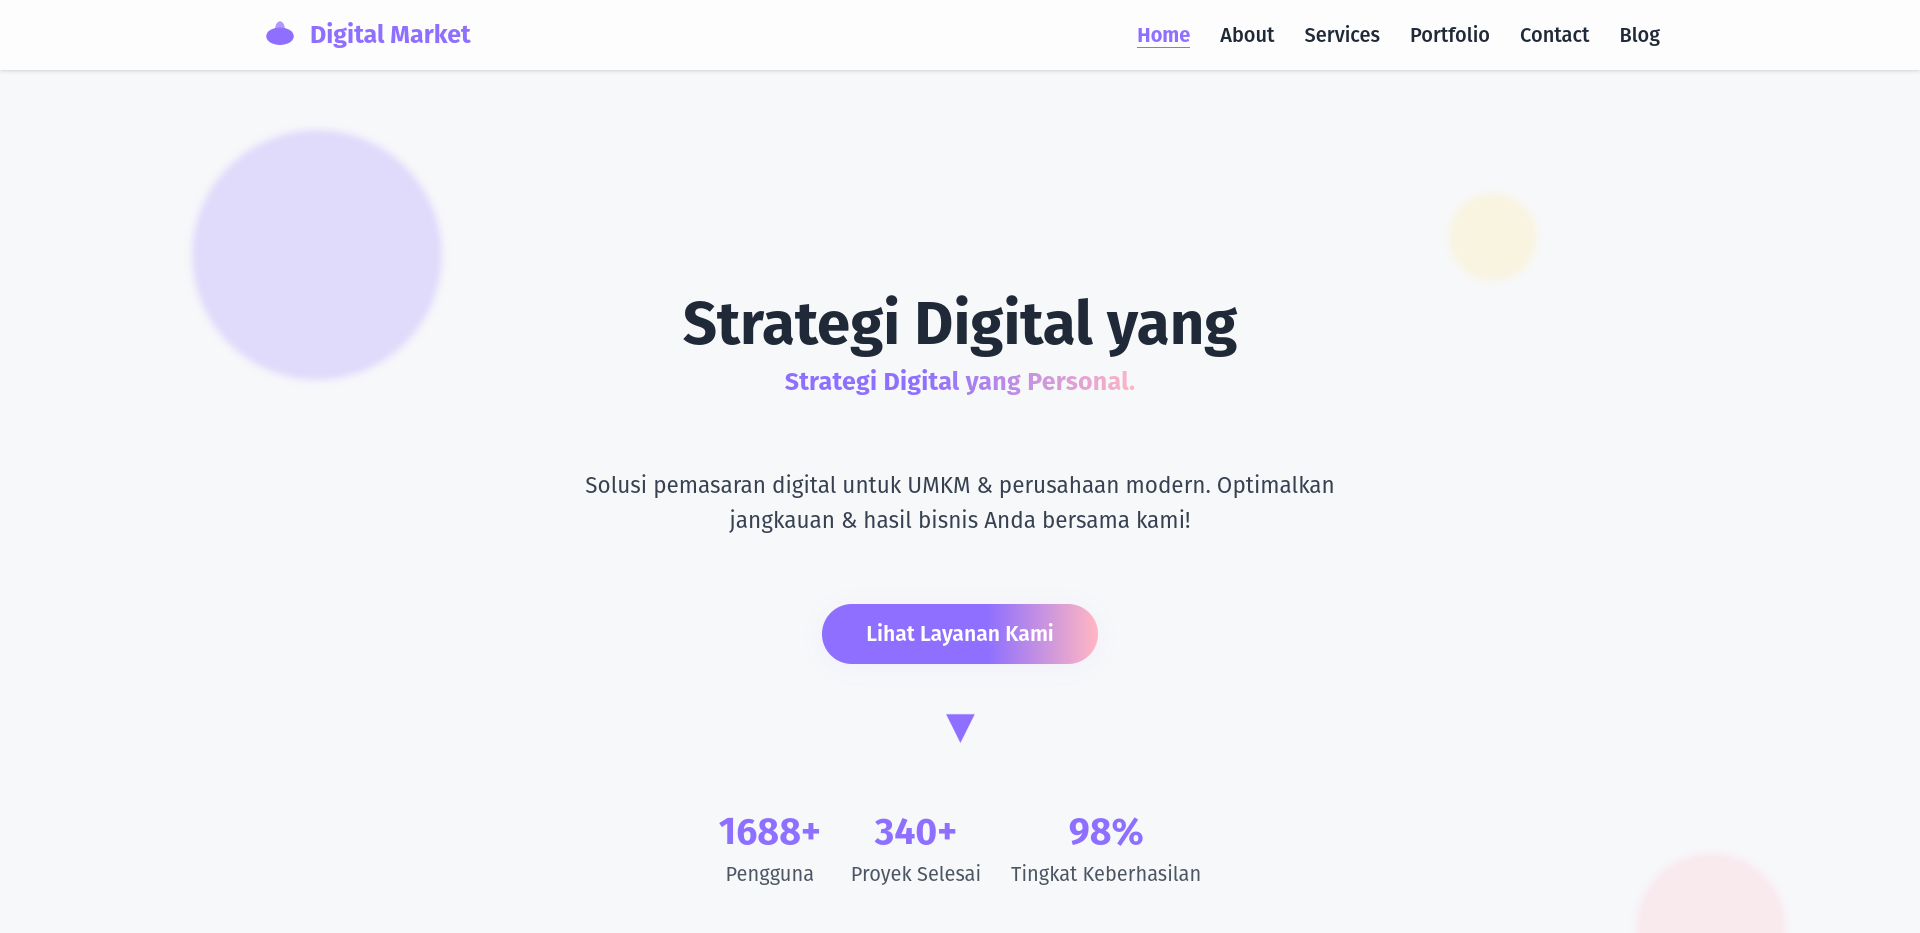 Digital Market
Home About Services Portfolio Contact Blog
Strategi Digital yang
Strategi Digital yang Personal.
Solusi pemasaran digital untuk UMKM & perusahaan modern. Optimalkan
jangkauan & hasil bisnis Anda bersama kami!
Lihat Layanan Kami
1688+ 340+ 98%
Pengguna Proyek Selesai Tingkat Keberhasilan